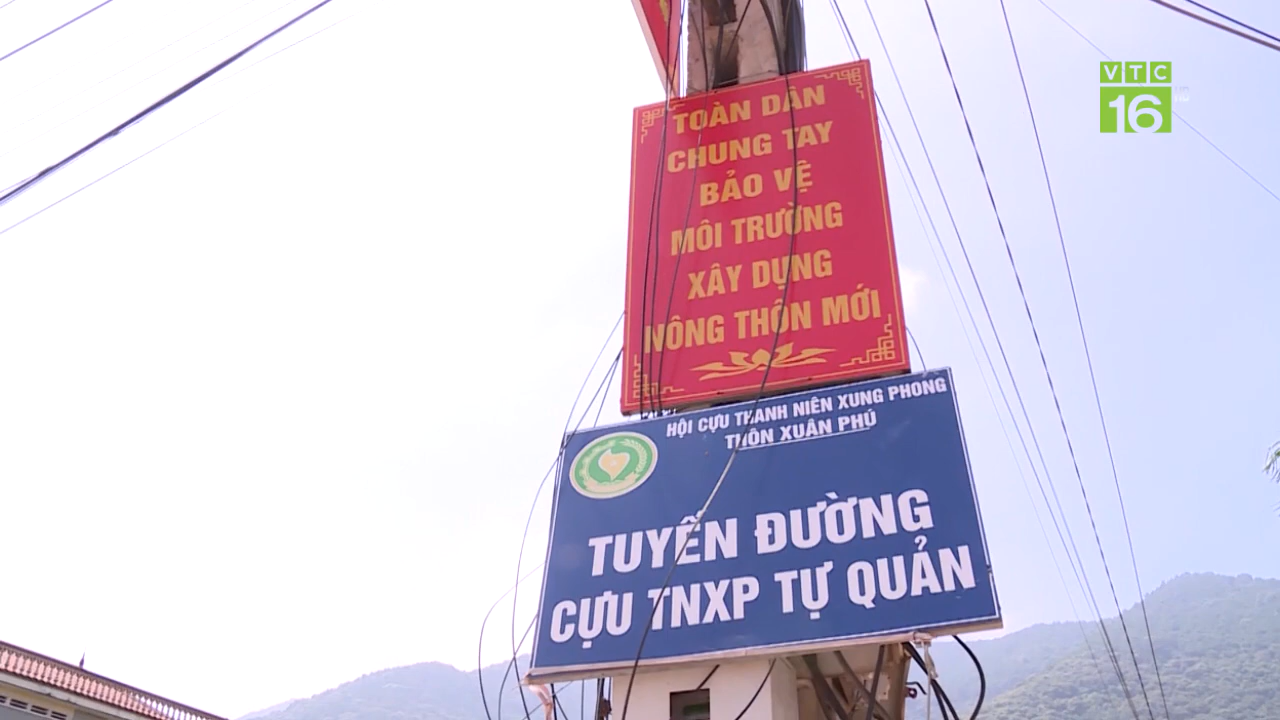 VTC
16
HD
TOÀN DÂN
CHUNG TAY
BẢO VỆ
MÔI TRƯỜNG
XÂY DỰNG
NÔNG THÔN MỚI
HỘI CỰU THANH NIÊN XUNG PHONG
THÔN XUÂN PHÚ
TUYẾN ĐƯỜNG
CỰU TNXP TỰ QUẢN